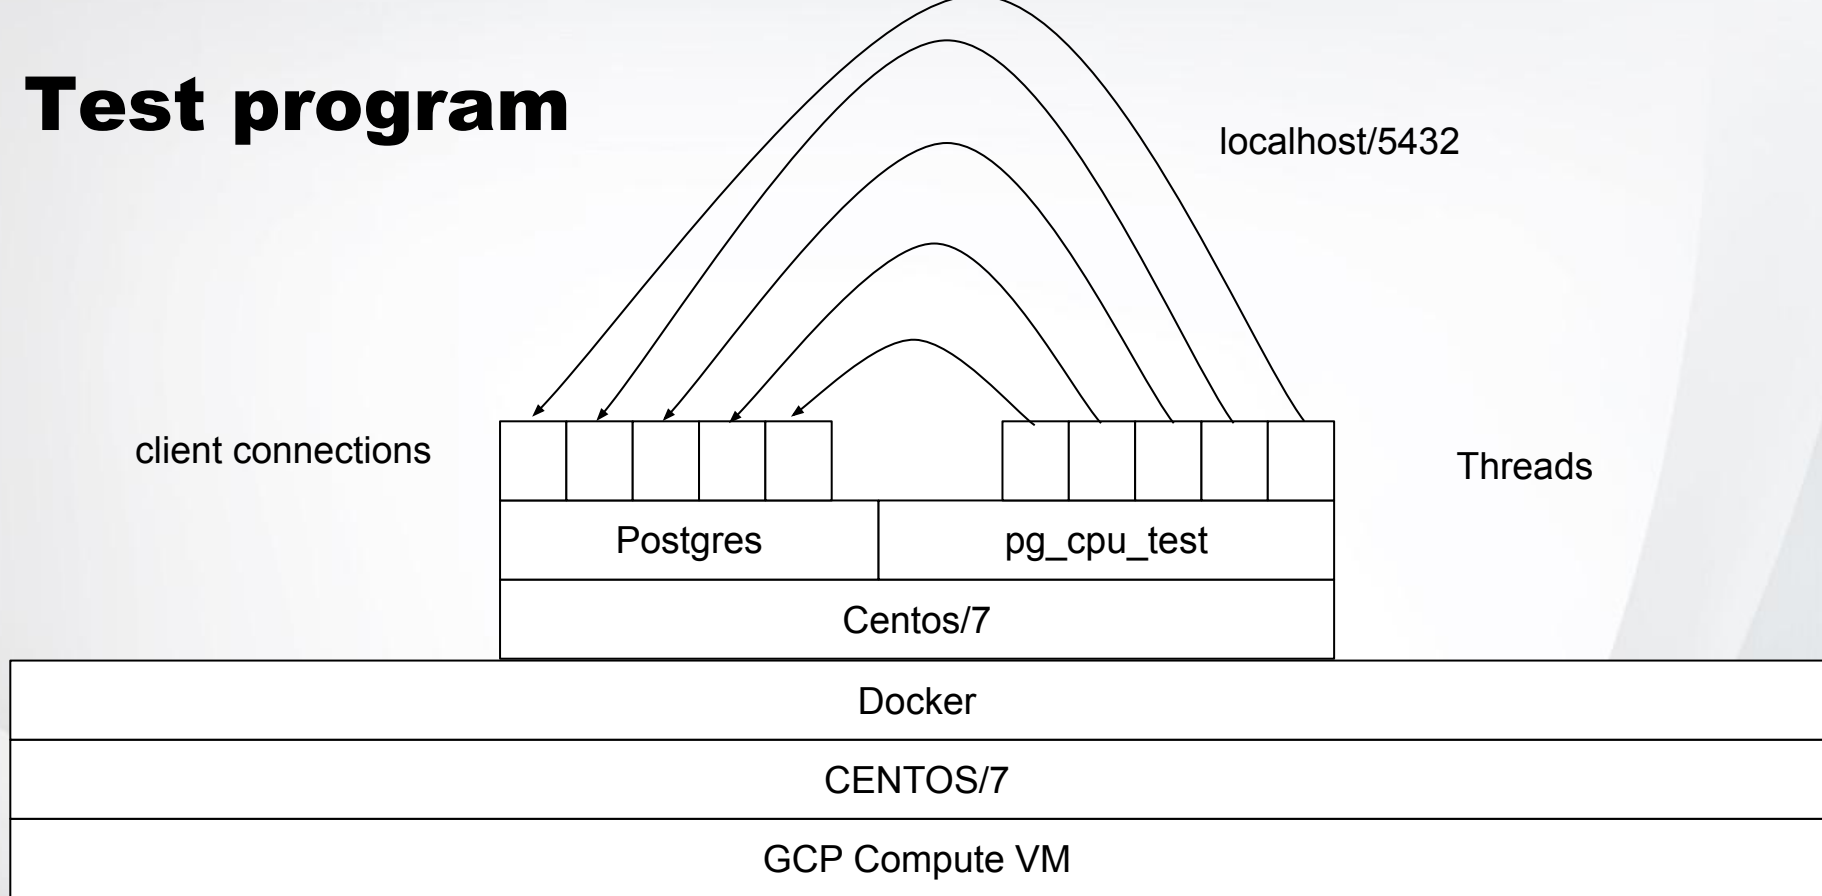 Test program
localhost/5432
client connections
Threads
Postgres
pg_cpu_test
Centos/7
Docker
CENTOS/7
GCP Compute VM